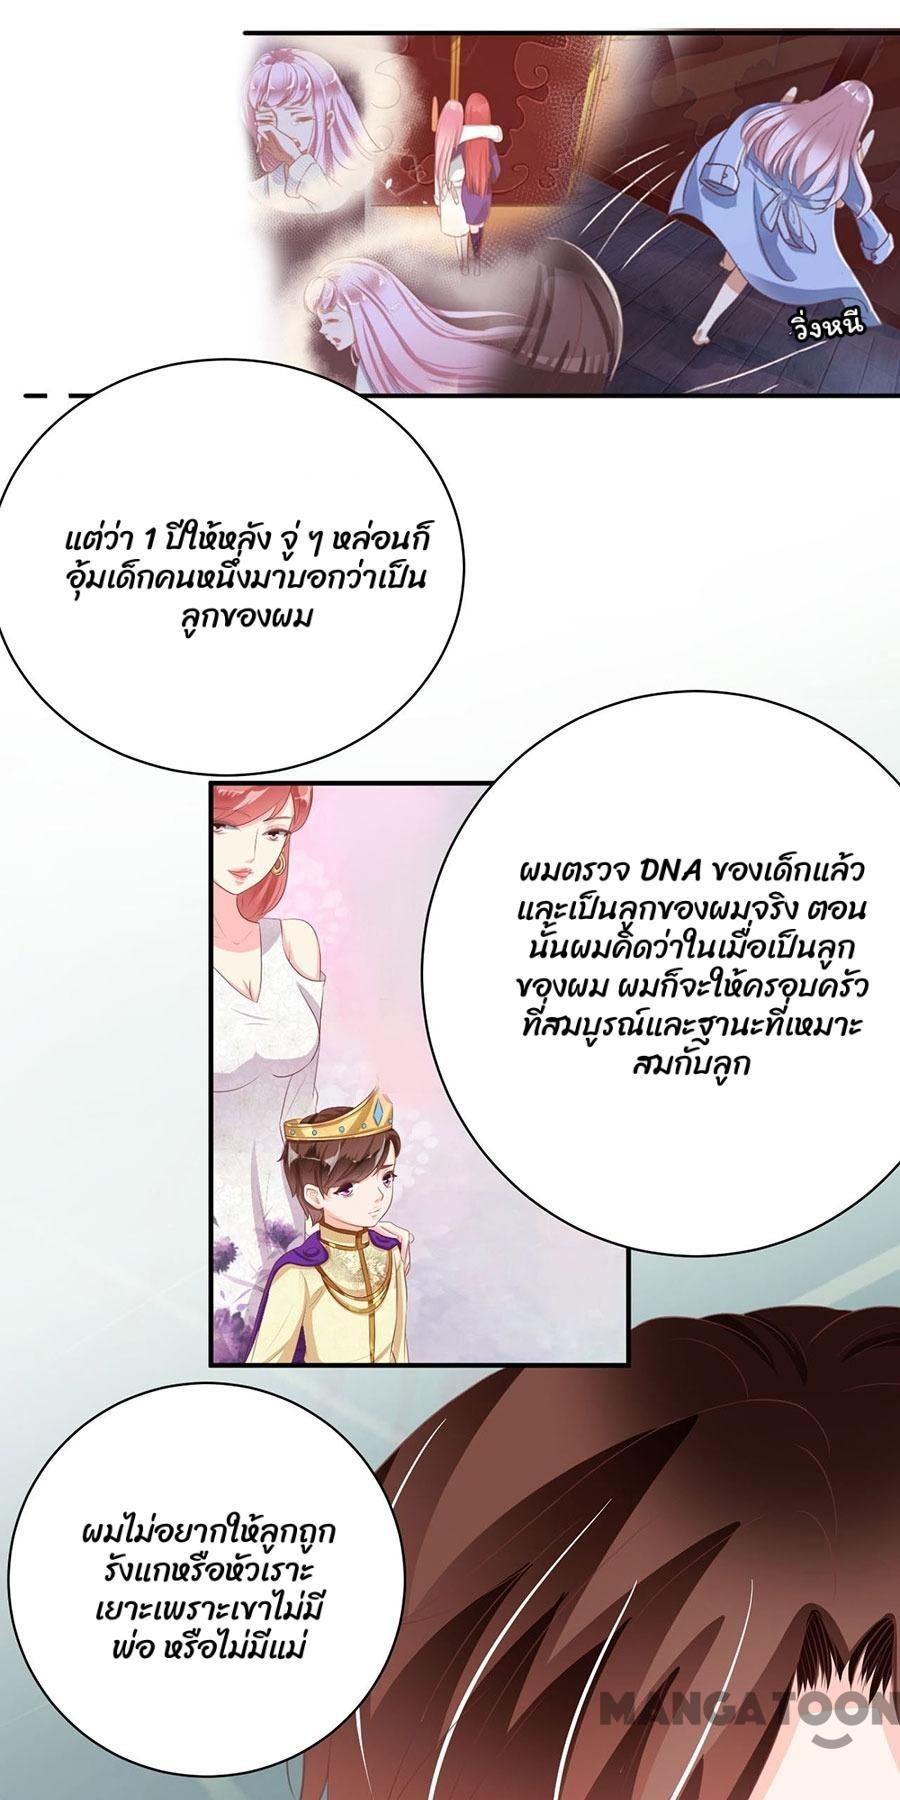 วิ่งหนี
แต่ว่า 1 ปีให้หลัง จู่ ๆ หล่อนก็
อุ้มเด็กคนหนึ่งมาบอกว่าเป็น
ลูกของผม
ผมตรวจ DNA ของเด็กแล้ว
และเป็นลูกของผมจริง ตอน
นั้นผมคิดว่าในเมื่อเป็นลูก
ของผม ผมก็จะให้ครอบครัว
ที่สมบูรณ์และฐานะที่เหมาะ
สมกับลูก
ผมไม่อยากให้ลูกถูก
รังแกหรือหัวเราะ
เยาะเพราะเขาไม่มี
พ่อ หรือไม่มีแม่
MANGATOON